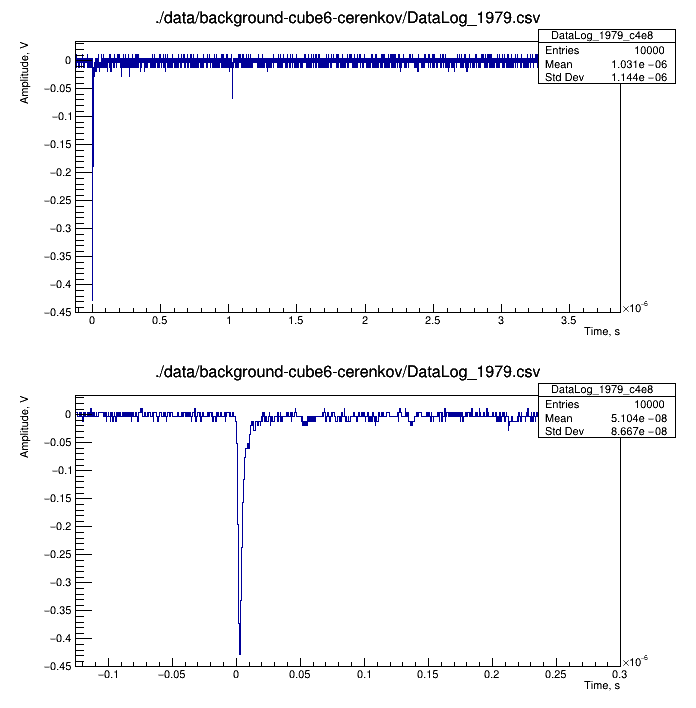 ./data/background-cube6-cerenkov/DataLog_1979.csv
DataLog_1979_c4e8
Entries 10000
Mean 1.031e −06
Std Dev 1.144e −06
Amplitude, V
0
−0.05
−0.1
−0.15
−0.2
−0.25
−0.3
−0.35
−0.4
−0.45
0 0.5 1 1.5 2 2.5 3 3.5
×10⁻⁶
Time, s
./data/background-cube6-cerenkov/DataLog_1979.csv
DataLog_1979_c4e8
Entries 10000
Mean 5.104e −08
Std Dev 8.667e −08
Amplitude, V
0
−0.05
−0.1
−0.15
−0.2
−0.25
−0.3
−0.35
−0.4
−0.45
−0.1 −0.05 0 0.05 0.1 0.15 0.2 0.25 0.3
×10⁻⁶
Time, s